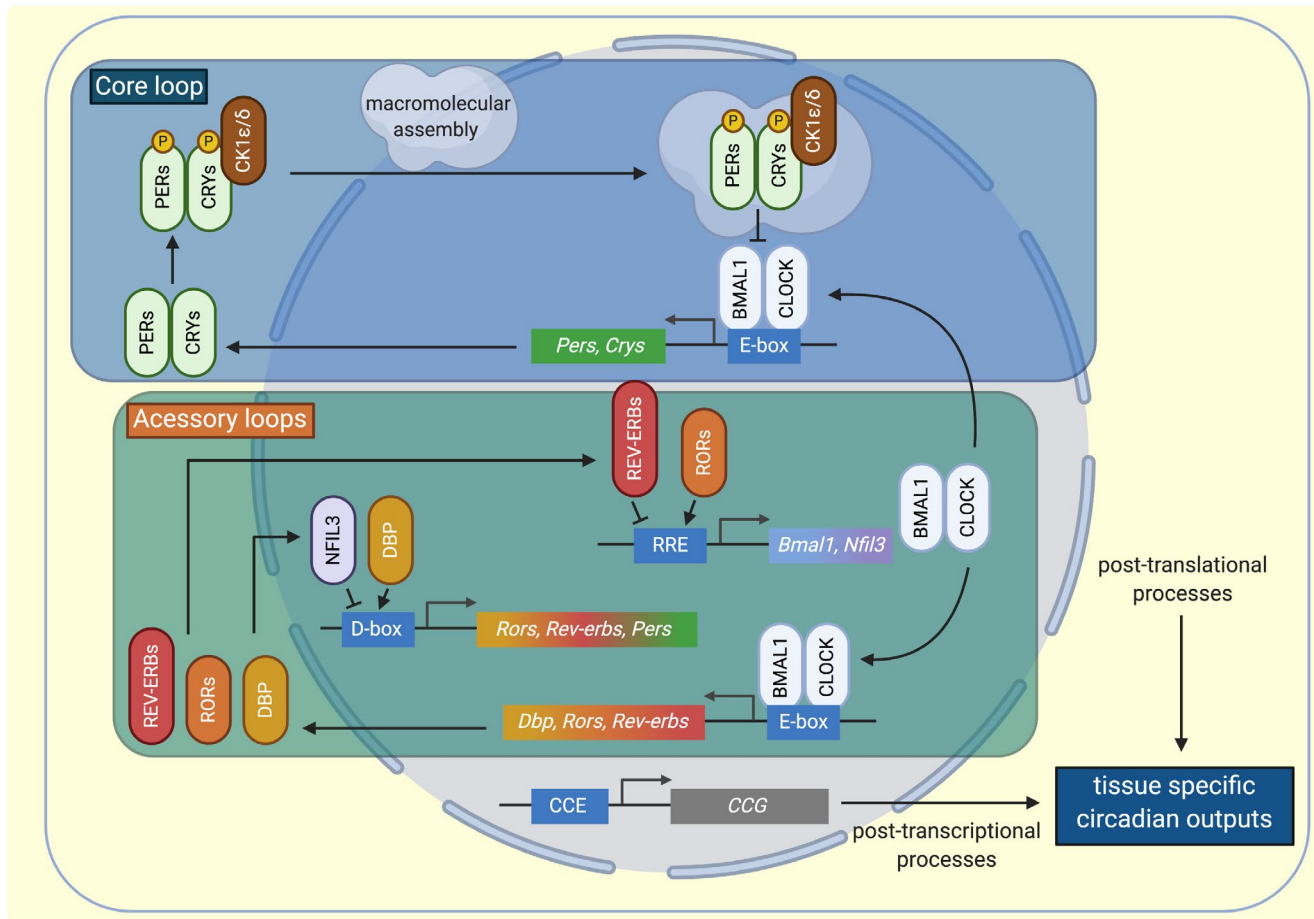 Core loop
macromolecular
assembly
P
P
CK1ε/δ
PERs
CRYs
P
P
CK1ε/δ
PERs
CRYs
BMAL1
CLOCK
PERs
CRYs
Pers, Crys
E-box
Acessory loops
REV-ERBs
RORs
NFIL3
DBP
RRE
Bmal1, Nfil3
BMAL1
CLOCK
D-box
Rors, Rev-erbs, Pers
REV-ERBs
RORs
DBP
BMAL1
CLOCK
Dbp, Rors, Rev-erbs
E-box
CCE
CCG
post-transcriptional
processes
post-translational
processes
tissue specific
circadian outputs